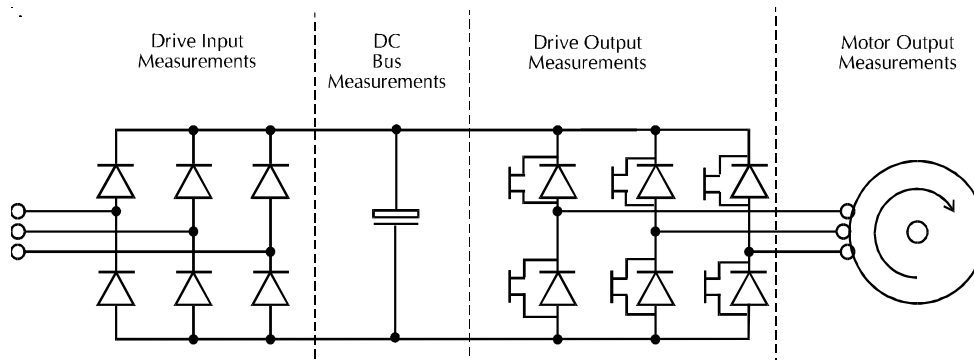 Drive Input
Measurements
DC
Bus
Measurements
Drive Output
Measurements
Motor Output
Measurements